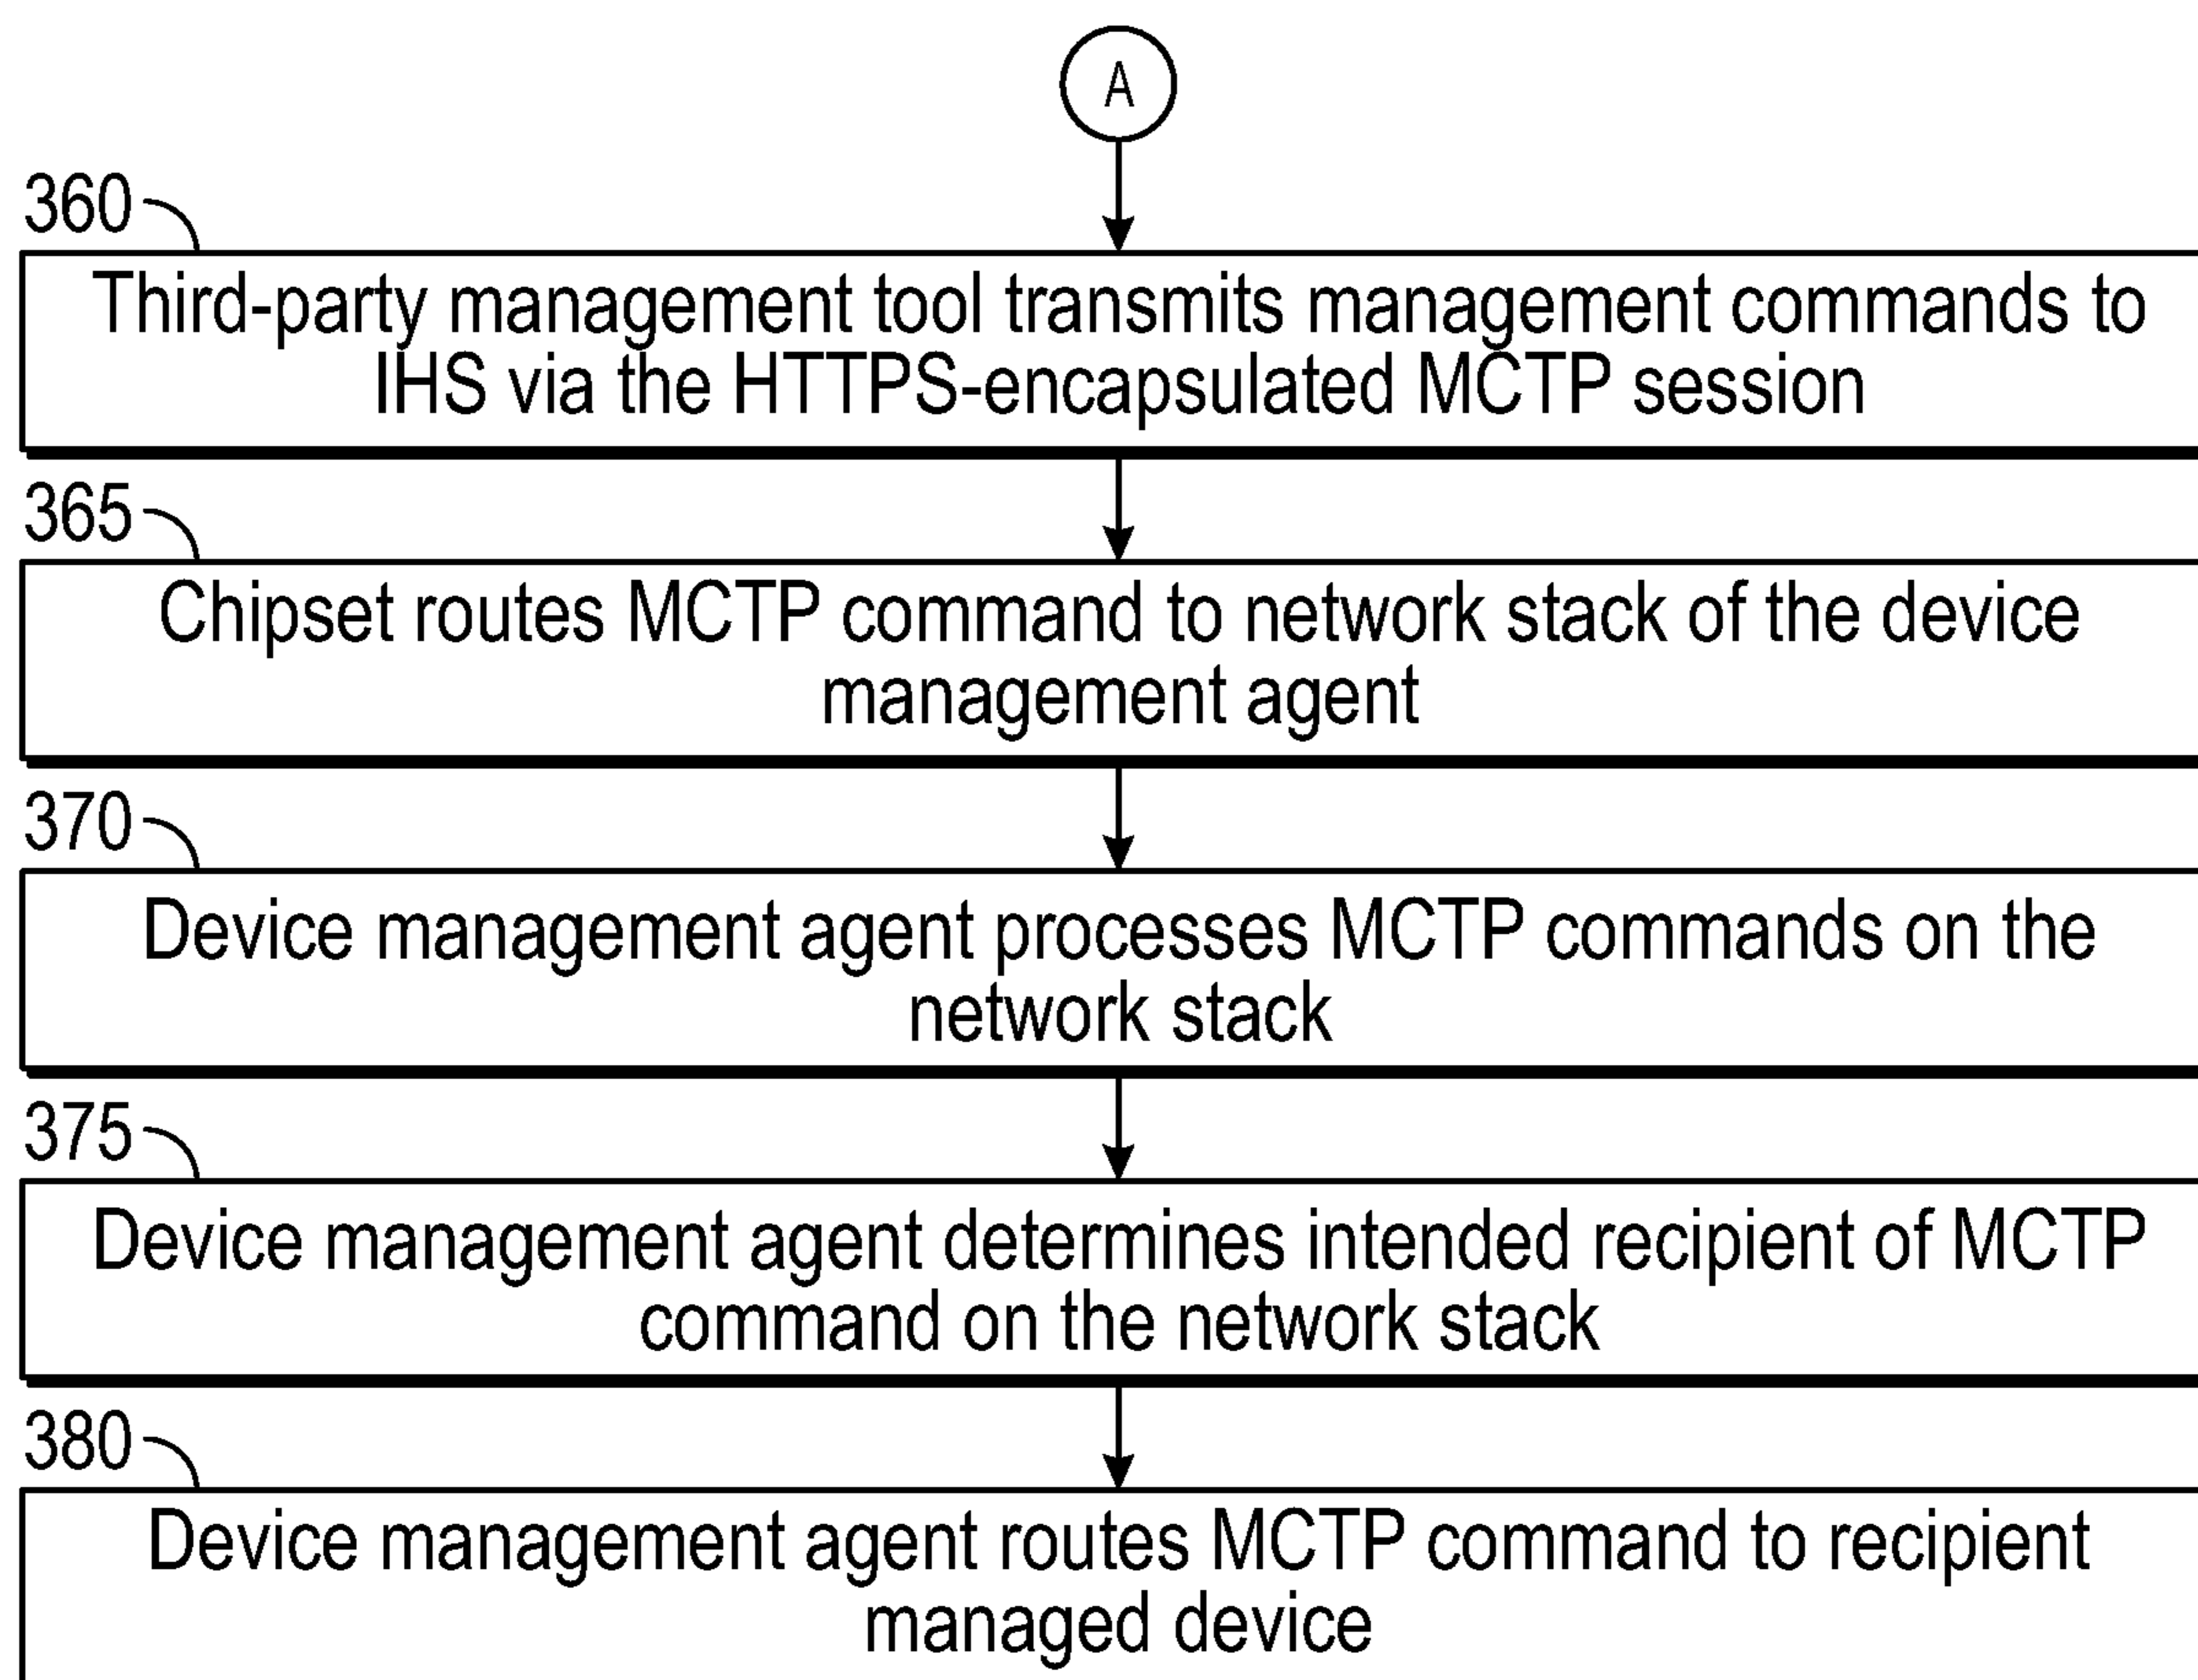 A
360
Third-party management tool transmits management commands to
IHS via the HTTPS-encapsulated MCTP session
365
Chipset routes MCTP command to network stack of the device
management agent
370
Device management agent processes MCTP commands on the
network stack
375
Device management agent determines intended recipient of MCTP
command on the network stack
380
Device management agent routes MCTP command to recipient
managed device